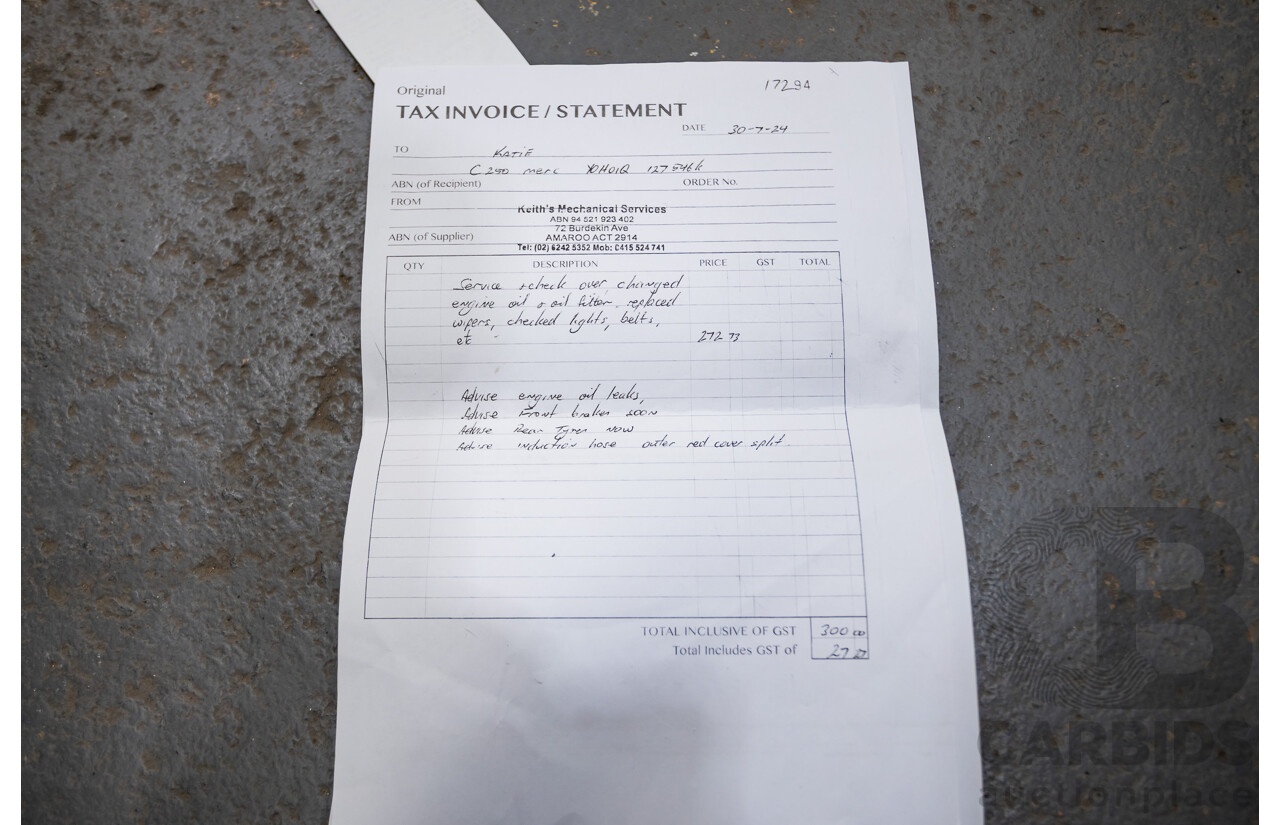 Original
17294
TAX INVOICE / STATEMENT
DATE 30-7-24
TO KATIE
C250 merc YOH01Q 127546k
ABN (of Recipient) ORDER No.
FROM
Keith's Mechanical Services
ABN 94 521 923 402
72 Burdekin Ave
ABN (of Supplier) AMAROO ACT 2914
Tel: (02) 6242 5352 Mob: 0415 524 741
QTY DESCRIPTION PRICE GST TOTAL
Service + check over, changed
engine oil & oil filter, replaced
wipers, checked lights, belts,
etc 272 73
Advise engine oil leaks,
Advise Front brakes soon
Advise Rear Tyres NOW
Advise induction hose outer red cover split.
TOTAL INCLUSIVE OF GST 300 00
Total Includes GST of 27 27
CARBIDS
auctionplace